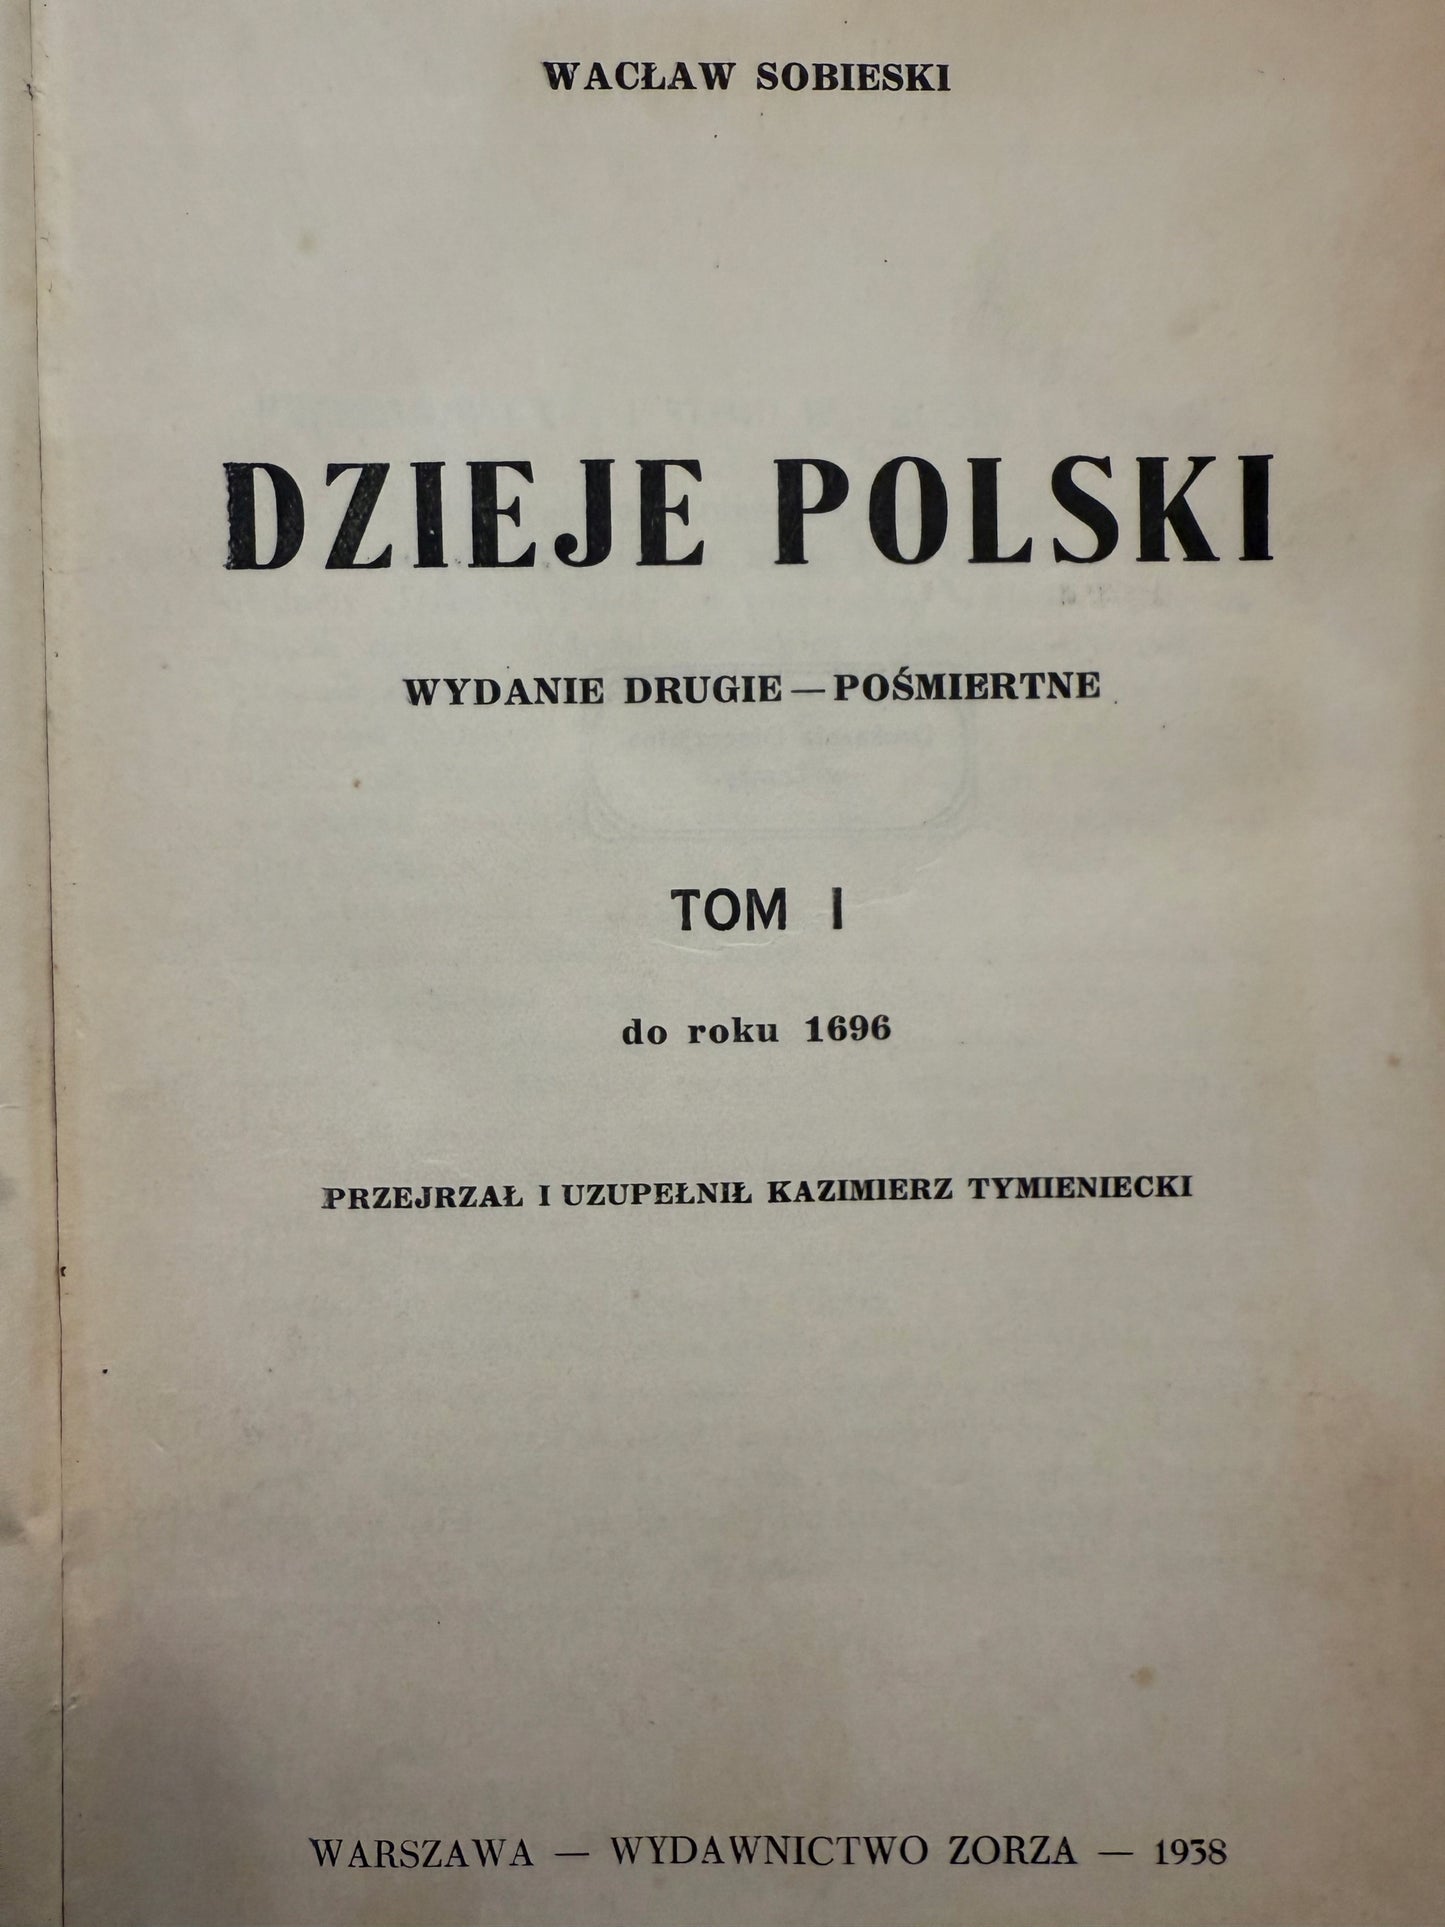 WACŁAW SOBIESKI
DZIEJE POLSKI
WYDANIE DRUGIE — POŚMIERTNE
TOM I
do roku 1696
PRZEJRZAŁ I UZUPEŁNIŁ KAZIMIERZ TYMIENIECKI
WARSZAWA — WYDAWNICTWO ZORZA — 1938